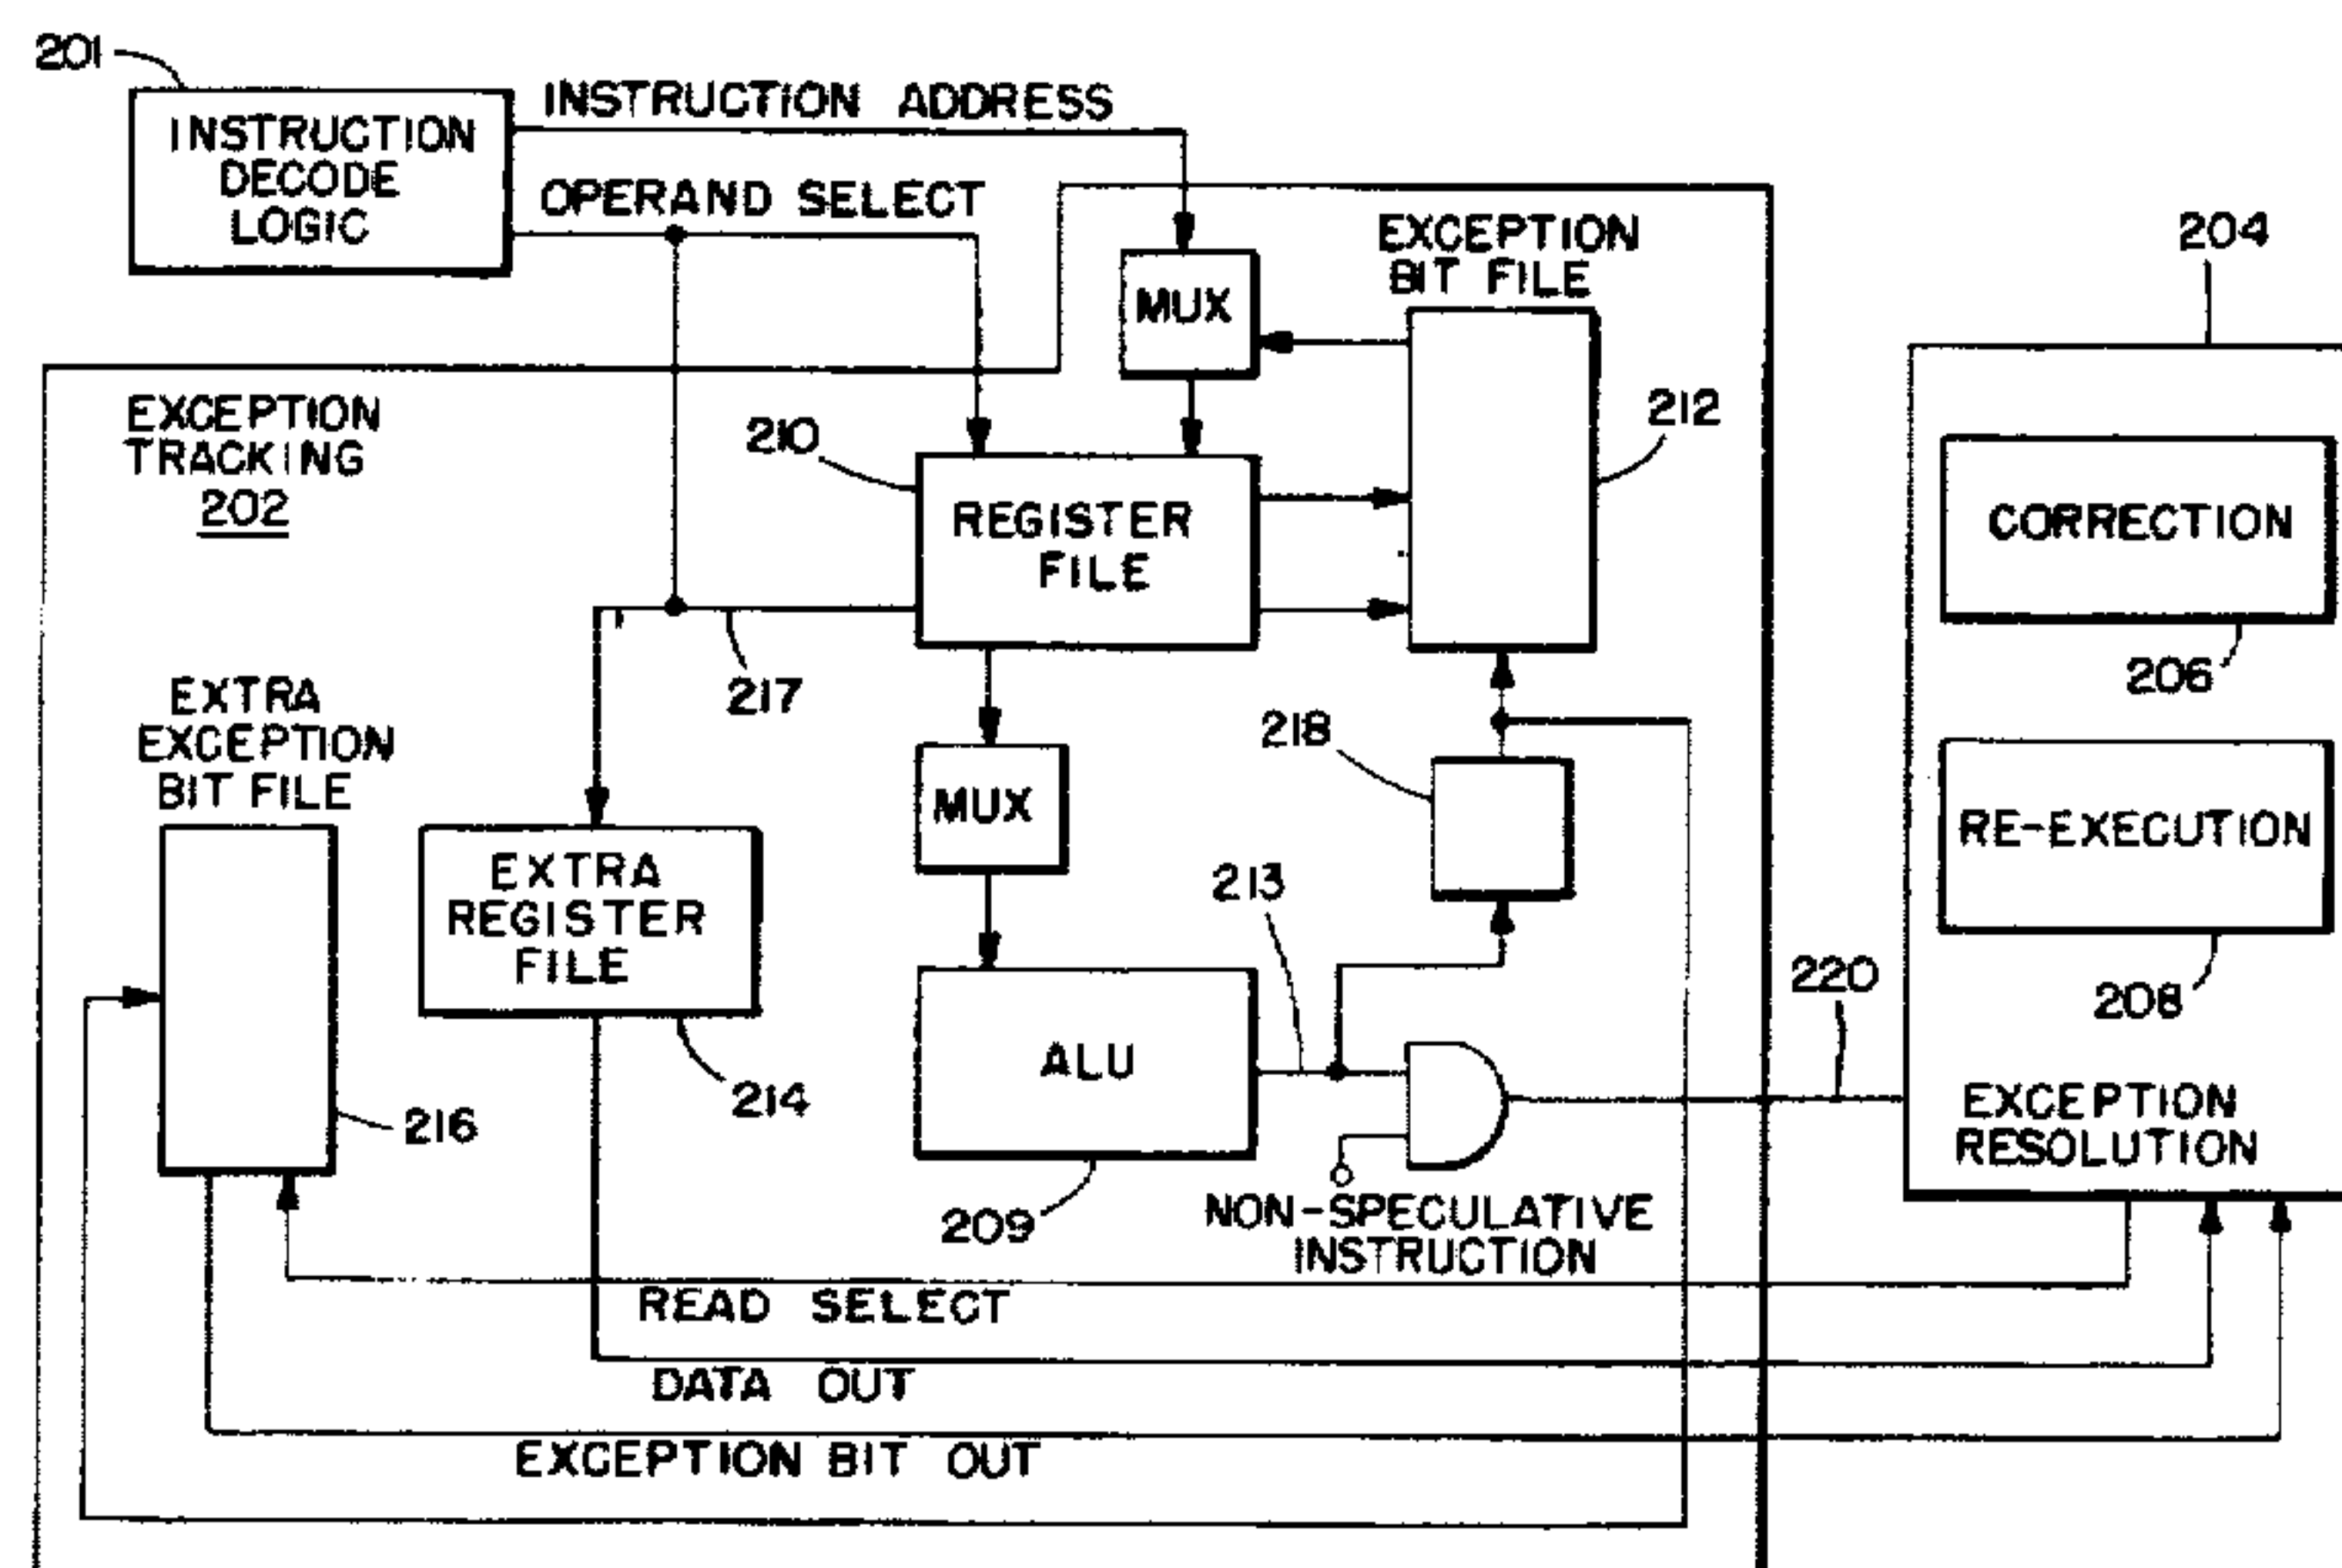 201
INSTRUCTION
DECODE
LOGIC
INSTRUCTION ADDRESS
OPERAND SELECT
MUX
EXCEPTION
BIT FILE
204
EXCEPTION
TRACKING
202
210
REGISTER
FILE
212
CORRECTION
206
217
EXTRA
EXCEPTION
BIT FILE
218
MUX
RE-EXECUTION
208
EXTRA
REGISTER
FILE
213
220
ALU
214
216
209
NON-SPECULATIVE
INSTRUCTION
EXCEPTION
RESOLUTION
READ SELECT
DATA OUT
EXCEPTION BIT OUT